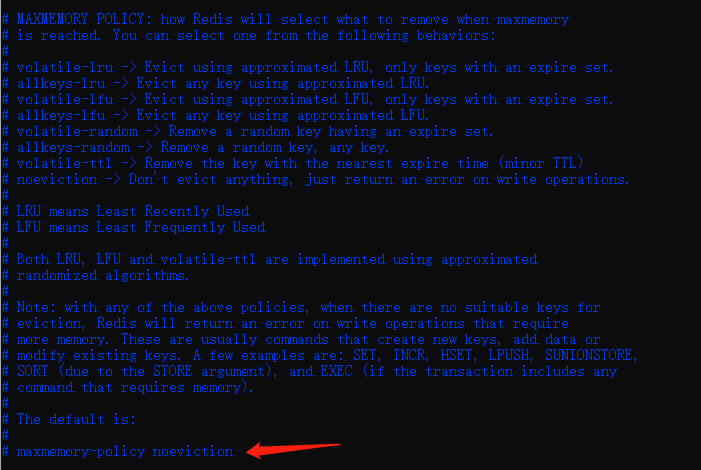 # MAXMEMORY POLICY: how Redis will select what to remove when maxmemory
# is reached. You can select one from the following behaviors:
#
# volatile-lru -> Evict using approximated LRU, only keys with an expire set.
# allkeys-lru -> Evict any key using approximated LRU.
# volatile-lfu -> Evict using approximated LFU, only keys with an expire set.
# allkeys-lfu -> Evict any key using approximated LFU.
# volatile-random -> Remove a random key having an expire set.
# allkeys-random -> Remove a random key, any key.
# volatile-ttl -> Remove the key with the nearest expire time (minor TTL)
# noeviction -> Don't evict anything, just return an error on write operations.
#
# LRU means Least Recently Used
# LFU means Least Frequently Used
#
# Both LRU, LFU and volatile-ttl are implemented using approximated
# randomized algorithms.
#
# Note: with any of the above policies, when there are no suitable keys for
# eviction, Redis will return an error on write operations that require
# more memory. These are usually commands that create new keys, add data or
# modify existing keys. A few examples are: SET, INCR, HSET, LPUSH, SUNIONSTORE,
# SORT (due to the STORE argument), and EXEC (if the transaction includes any
# command that requires memory).
#
# The default is:
#
# maxmemory-policy noeviction